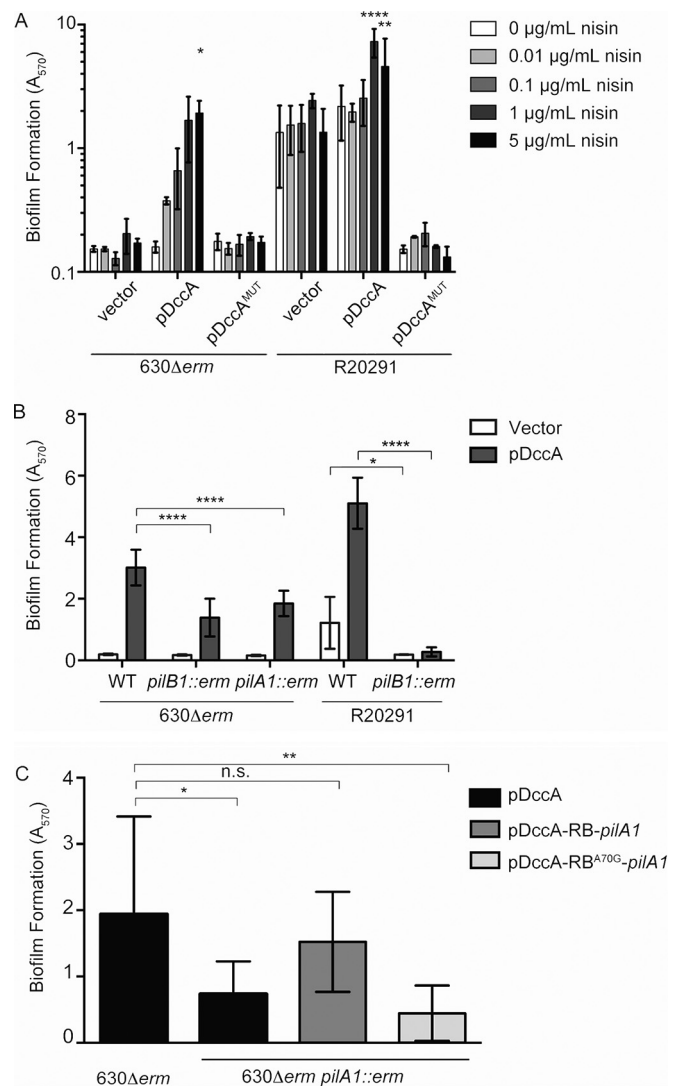 A
Biofilm Formation (A570)
10
1
0.1
*
****
**
0 µg/mL nisin
0.01 µg/mL nisin
0.1 µg/mL nisin
1 µg/mL nisin
5 µg/mL nisin
vector pDccA pDccAMUT vector pDccA pDccAMUT
630Δerm R20291
B
Biofilm Formation (A570)
8
6
4
2
0
****
****
****
*
Vector
pDccA
WT pilB1::erm pilA1::erm WT pilB1::erm
630Δerm R20291
C
Biofilm Formation (A570)
4
3
2
1
0
**
n.s.
*
pDccA
pDccA-RB-pilA1
pDccA-RBA70G-pilA1
630Δerm 630Δerm pilA1::erm